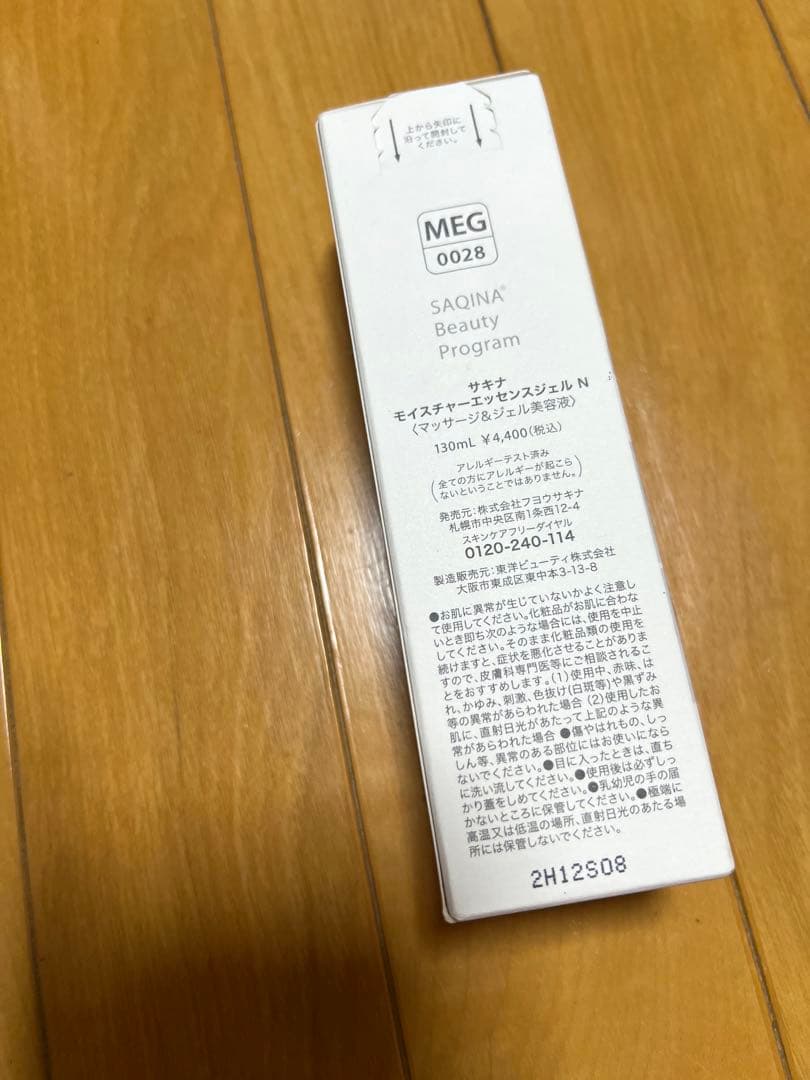 上から矢印に
沿って開封して
ください。
MEG
0028
SAQINA®
Beauty
Program
サキナ
モイスチャーエッセンスジェル N
〈マッサージ&ジェル美容液〉
130mL ¥4,400(税込)
アレルギーテスト済み
(全ての方にアレルギーが起こら
ないということではありません。)
発売元:株式会社フヨウサキナ
札幌市中央区南1条西12-4
スキンケアフリーダイヤル
0120-240-114
製造販売元:東洋ビューティ株式会社
大阪市東成区東中本3-13-8
●お肌に異常が生じていないかよく注意し
て使用してください。化粧品がお肌に合わな
いとき即ち次のような場合には、使用を中止
してください。そのまま化粧品類の使用を
続けますと、症状を悪化させることがありま
すので、皮膚科専門医等にご相談されるこ
とをおすすめします。(1)使用中、赤味、は
れ、かゆみ、刺激、色抜け(白斑等)や黒ずみ
等の異常があらわれた場合 (2)使用したお
肌に、直射日光があたって上記のような異
常があらわれた場合 ●傷やはれもの、しっ
しん等、異常のある部位にはお使いになら
ないでください。●目に入ったときは、直ち
に洗い流してください。●使用後は必ずしっ
かり蓋をしめてください。●乳幼児の手の届
かないところに保管してください。●極端に
高温又は低温の場所、直射日光のあたる場
所には保管しないでください。
2H12S08